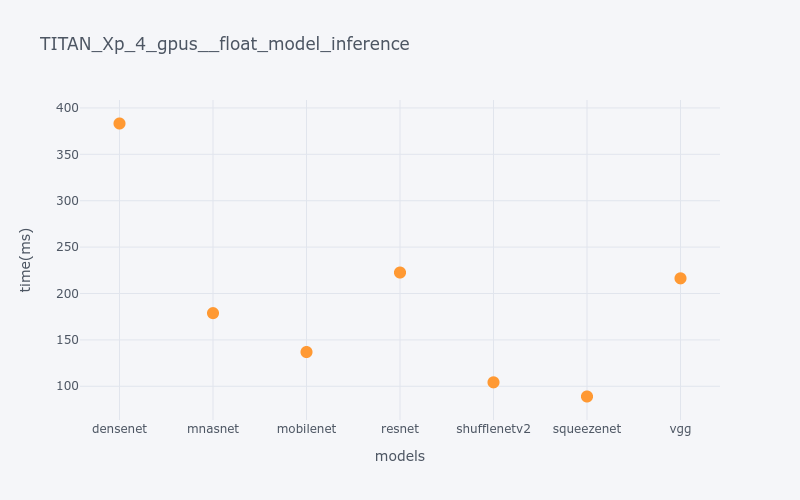 TITAN_Xp_4_gpus__float_model_inference
400
350
300
250
200
150
100
time(ms)
densenet mnasnet mobilenet resnet shufflenetv2 squeezenet vgg
models